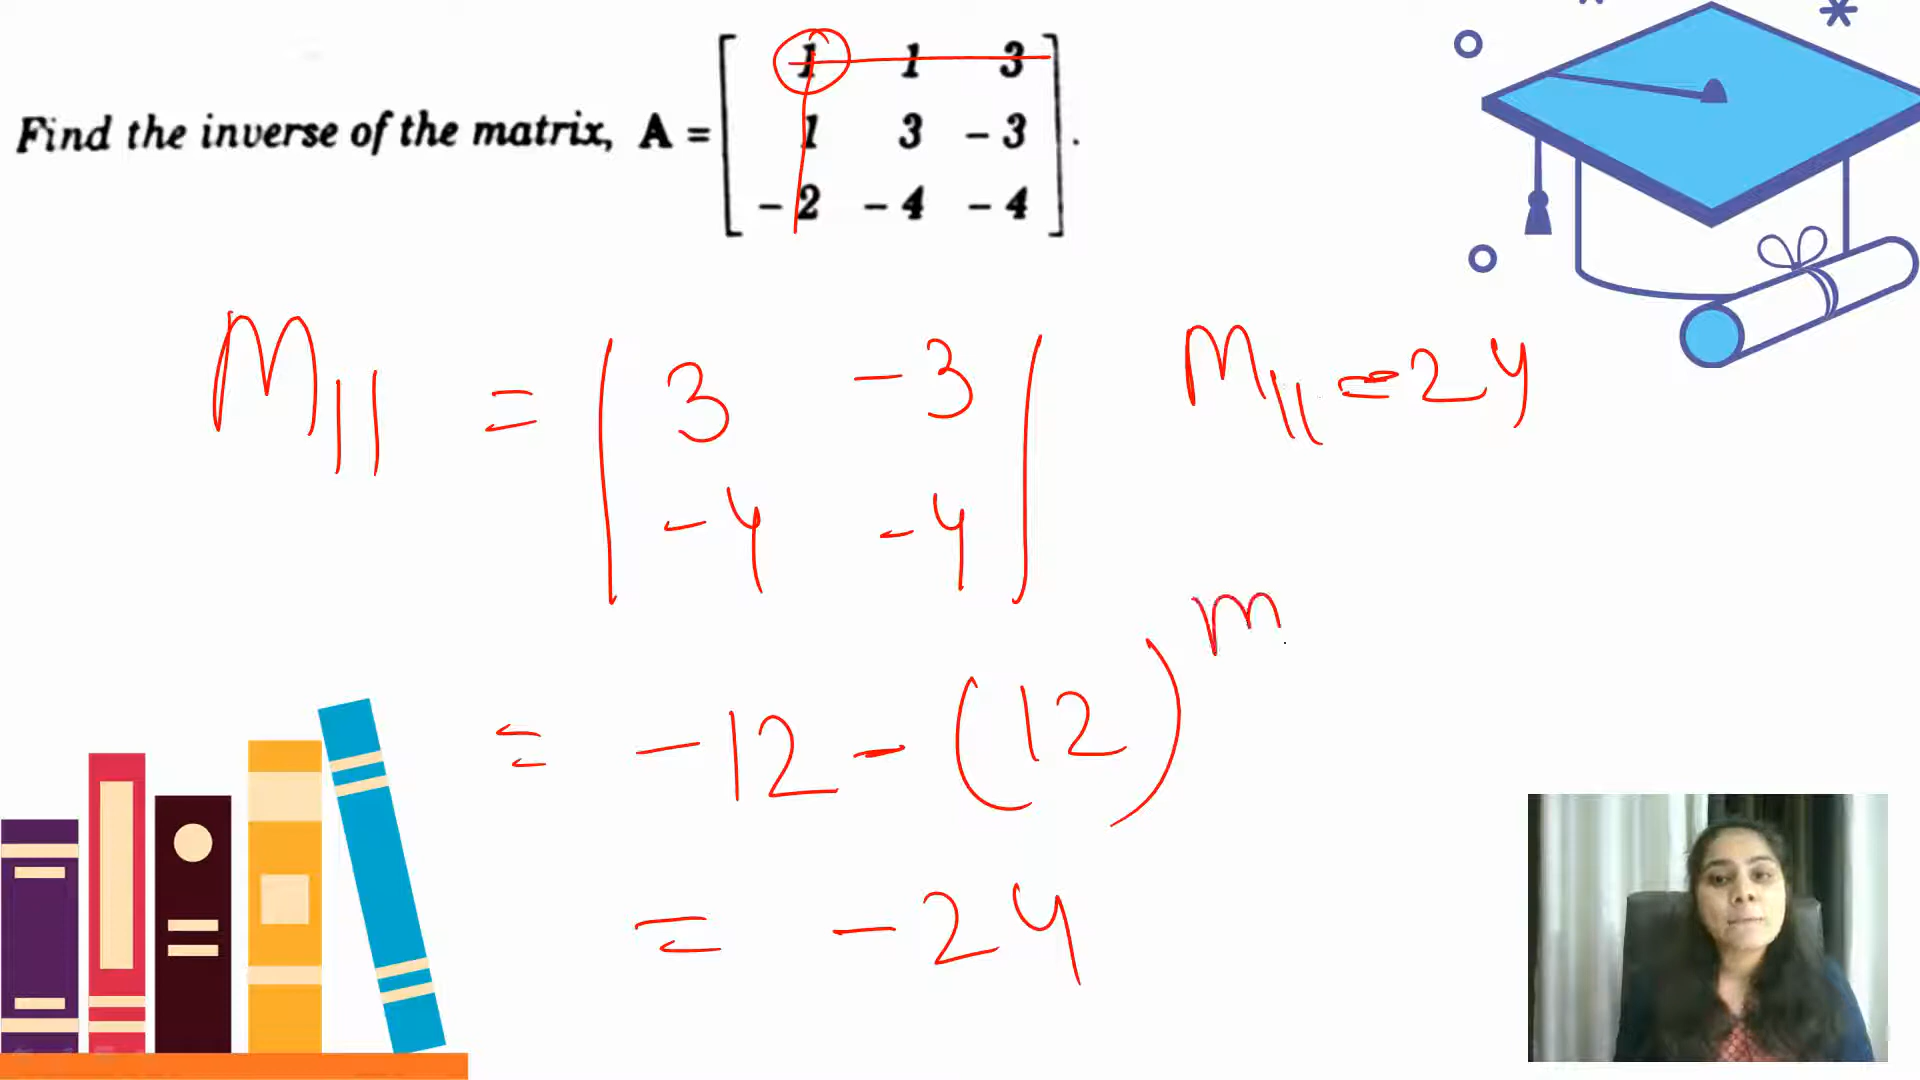 Find the inverse of the matrix, A = [ 1 1 3
1 3 - 3
- 2 - 4 - 4 ] .
M11 = | 3 -3
-4 -4 |
M11 = 24
= -12 - (12)
M
= -24